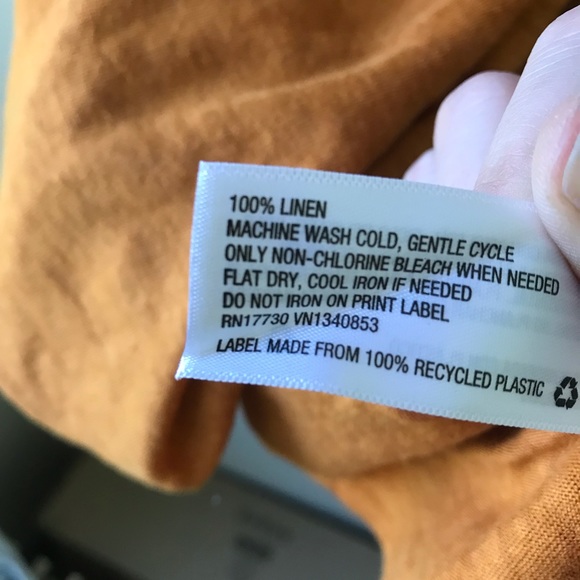 100% LINEN
MACHINE WASH COLD, GENTLE CYCLE
ONLY NON-CHLORINE BLEACH WHEN NEEDED
FLAT DRY, COOL IRON IF NEEDED
DO NOT IRON ON PRINT LABEL
RN17730 VN1340853
LABEL MADE FROM 100% RECYCLED PLASTIC